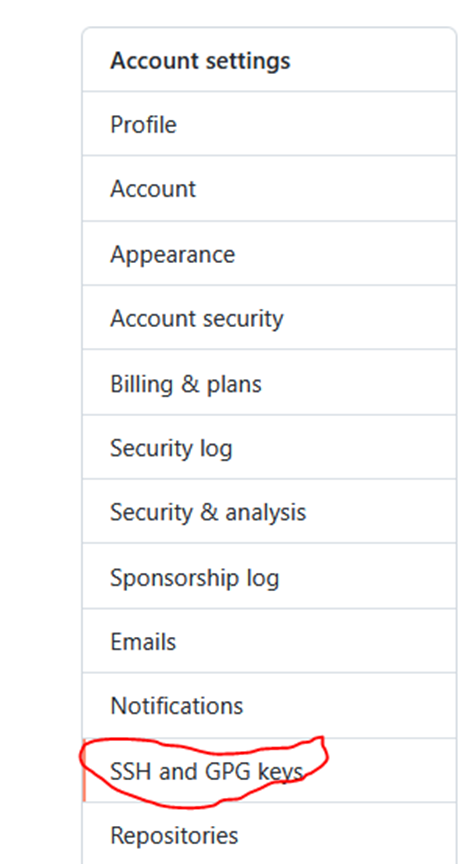 Account settings
Profile
Account
Appearance
Account security
Billing & plans
Security log
Security & analysis
Sponsorship log
Emails
Notifications
SSH and GPG keys
Repositories